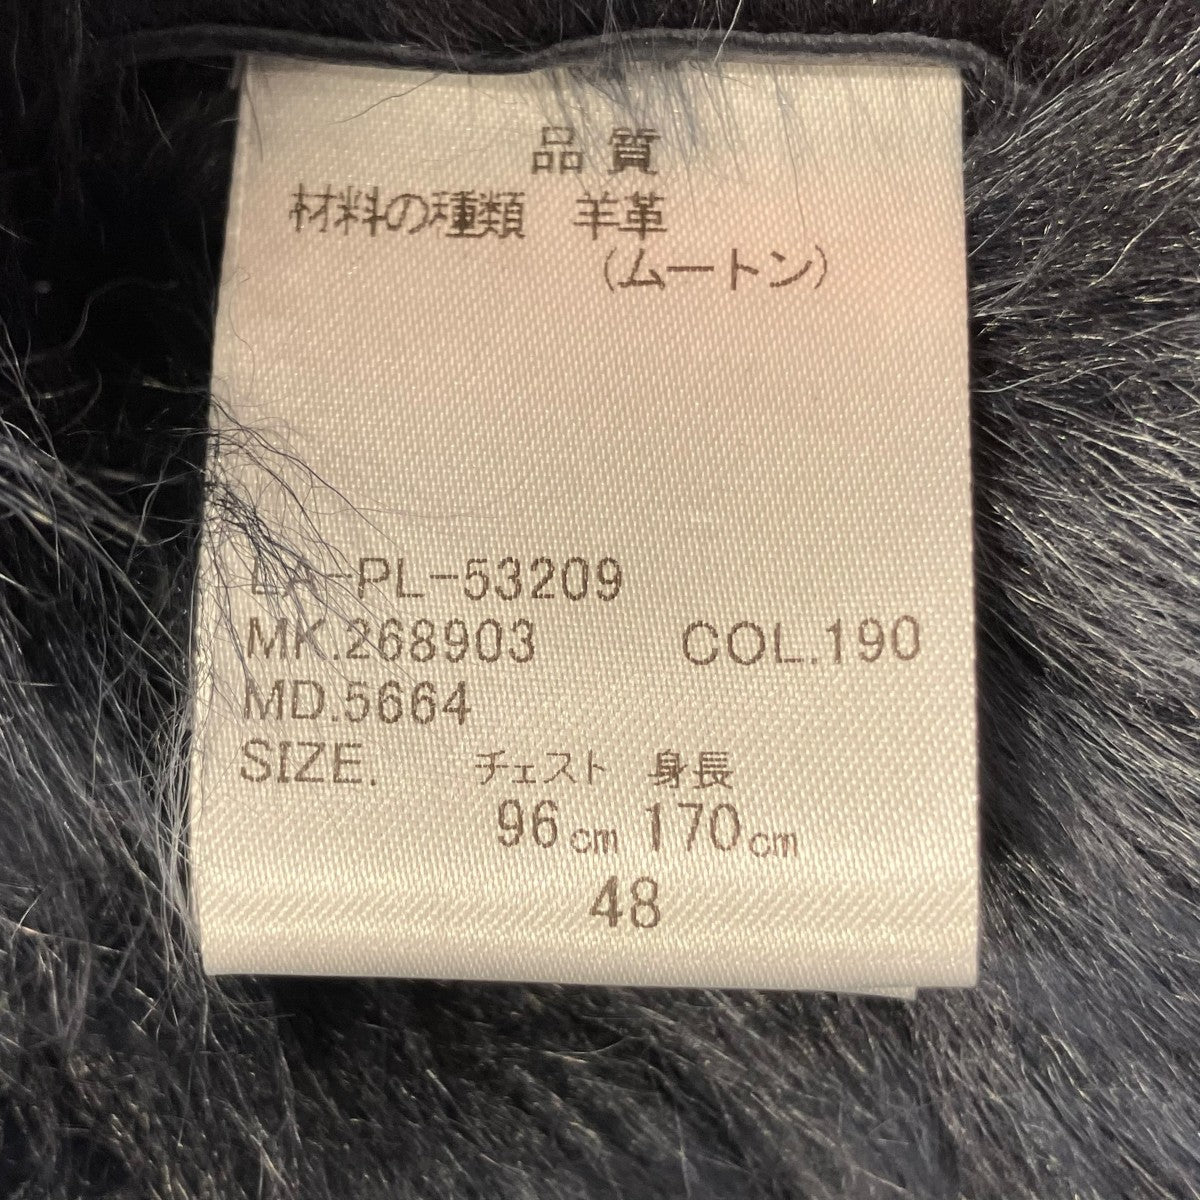 品質
材料の種類 羊革
(ムートン)
LA-PL-53209
MK.268903 COL.190
MD.5664
SIZE. チェスト 身長
96cm 170cm
48